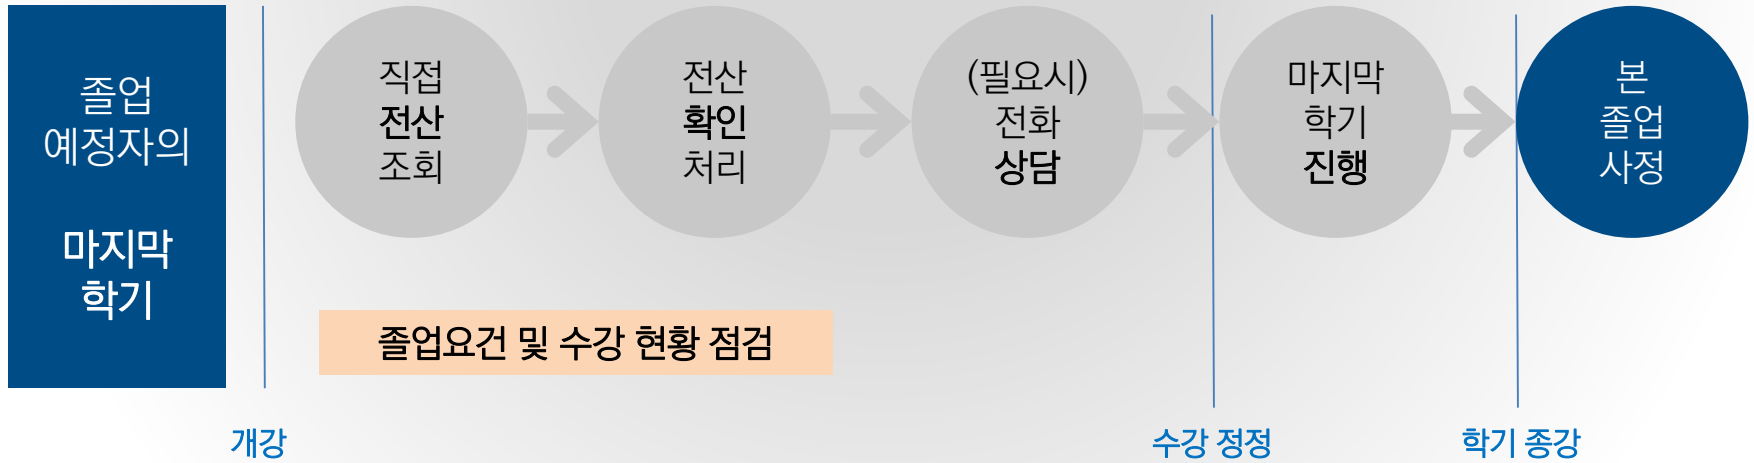 졸업
예정자의
마지막
학기
직접
전산
조회
전산
확인
처리
(필요시)
전화
상담
마지막
학기
진행
본
졸업
사정
졸업요건 및 수강 현황 점검
개강
수강 정정
학기 종강